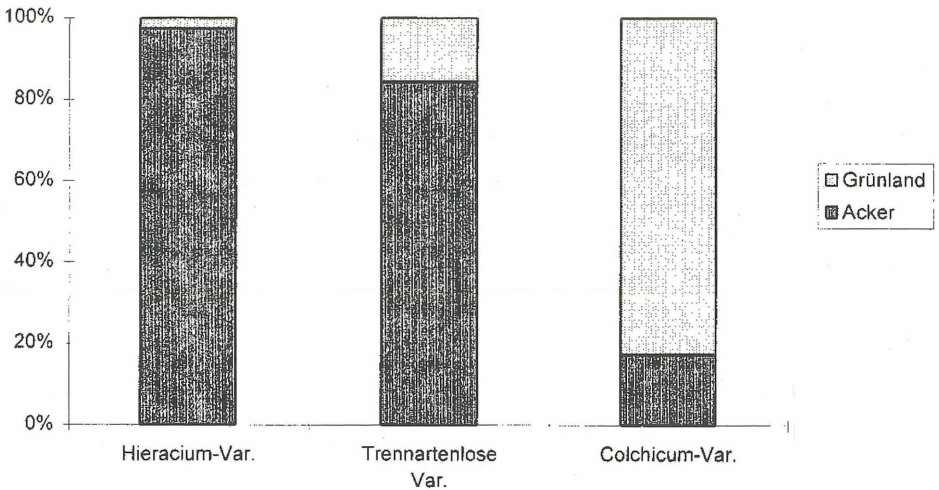 100%
80%
60%
40%
20%
0%
Hieracium-Var.
Trennartenlose
Var.
Colchicum-Var.
Grünland
Acker